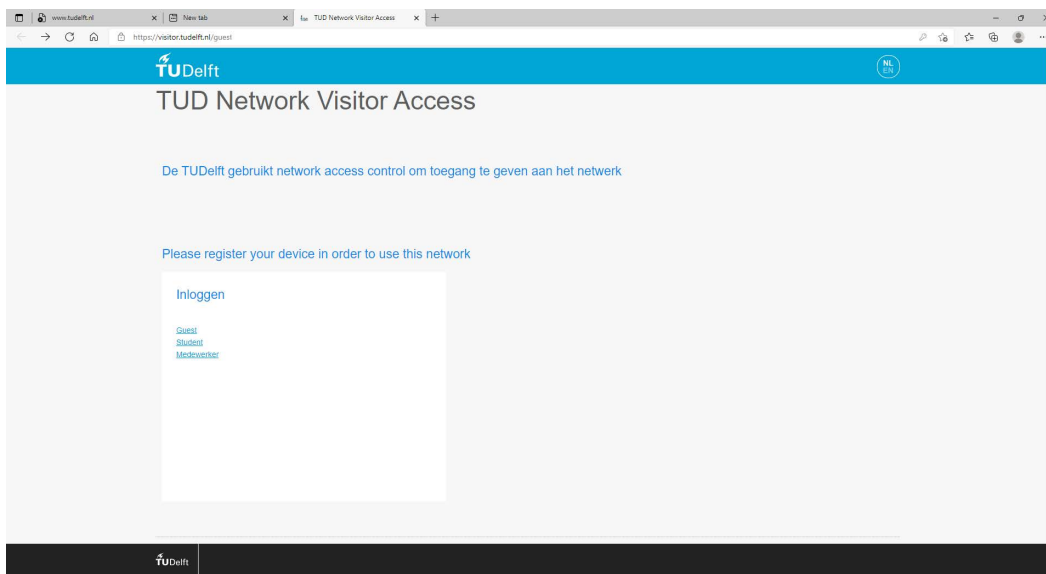 www.tudelft.nl
New tab
TUD Network Visitor Access
https://visitor.tudelft.nl/guest
TUDelft
NL
EN
TUD Network Visitor Access
De TUDelft gebruikt network access control om toegang te geven aan het netwerk
Please register your device in order to use this network
Inloggen
Guest
Student
Medewerker
TUDelft